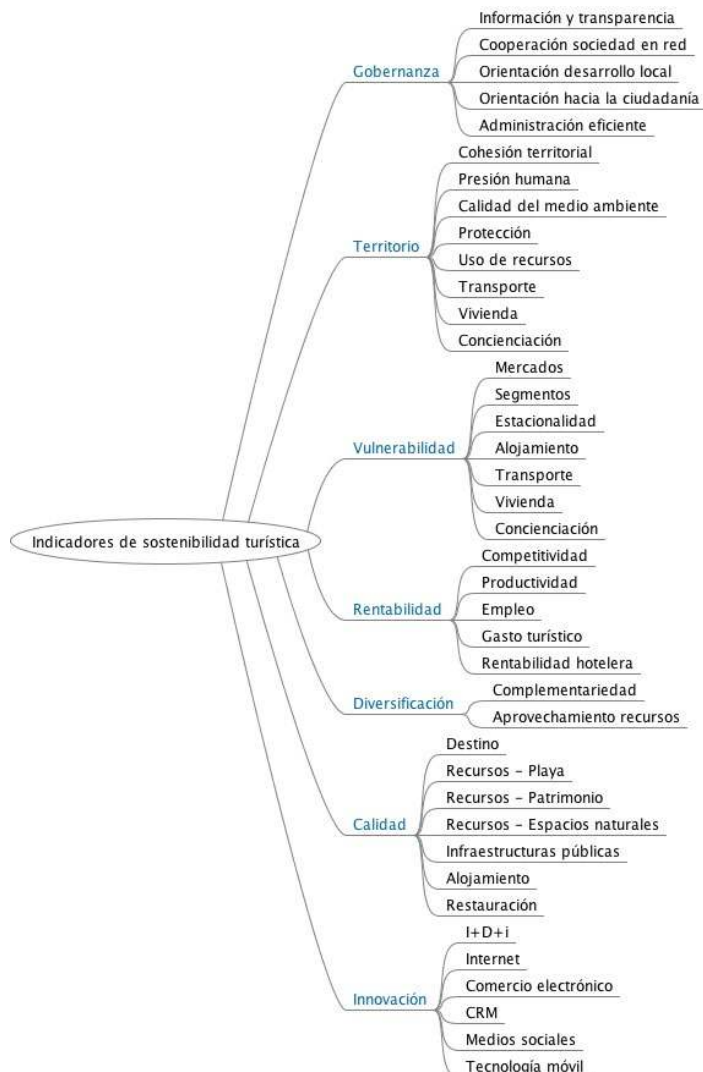 Indicadores de sostenibilidad turística
Gobernanza
Información y transparencia
Cooperación sociedad en red
Orientación desarrollo local
Orientación hacia la ciudadanía
Administración eficiente
Territorio
Cohesión territorial
Presión humana
Calidad del medio ambiente
Protección
Uso de recursos
Transporte
Vivienda
Concienciación
Vulnerabilidad
Mercados
Segmentos
Estacionalidad
Alojamiento
Transporte
Vivienda
Concienciación
Rentabilidad
Competitividad
Productividad
Empleo
Gasto turístico
Rentabilidad hotelera
Diversificación
Complementariedad
Aprovechamiento recursos
Calidad
Destino
Recursos – Playa
Recursos – Patrimonio
Recursos – Espacios naturales
Infraestructuras públicas
Alojamiento
Restauración
Innovación
I+D+i
Internet
Comercio electrónico
CRM
Medios sociales
Tecnología móvil